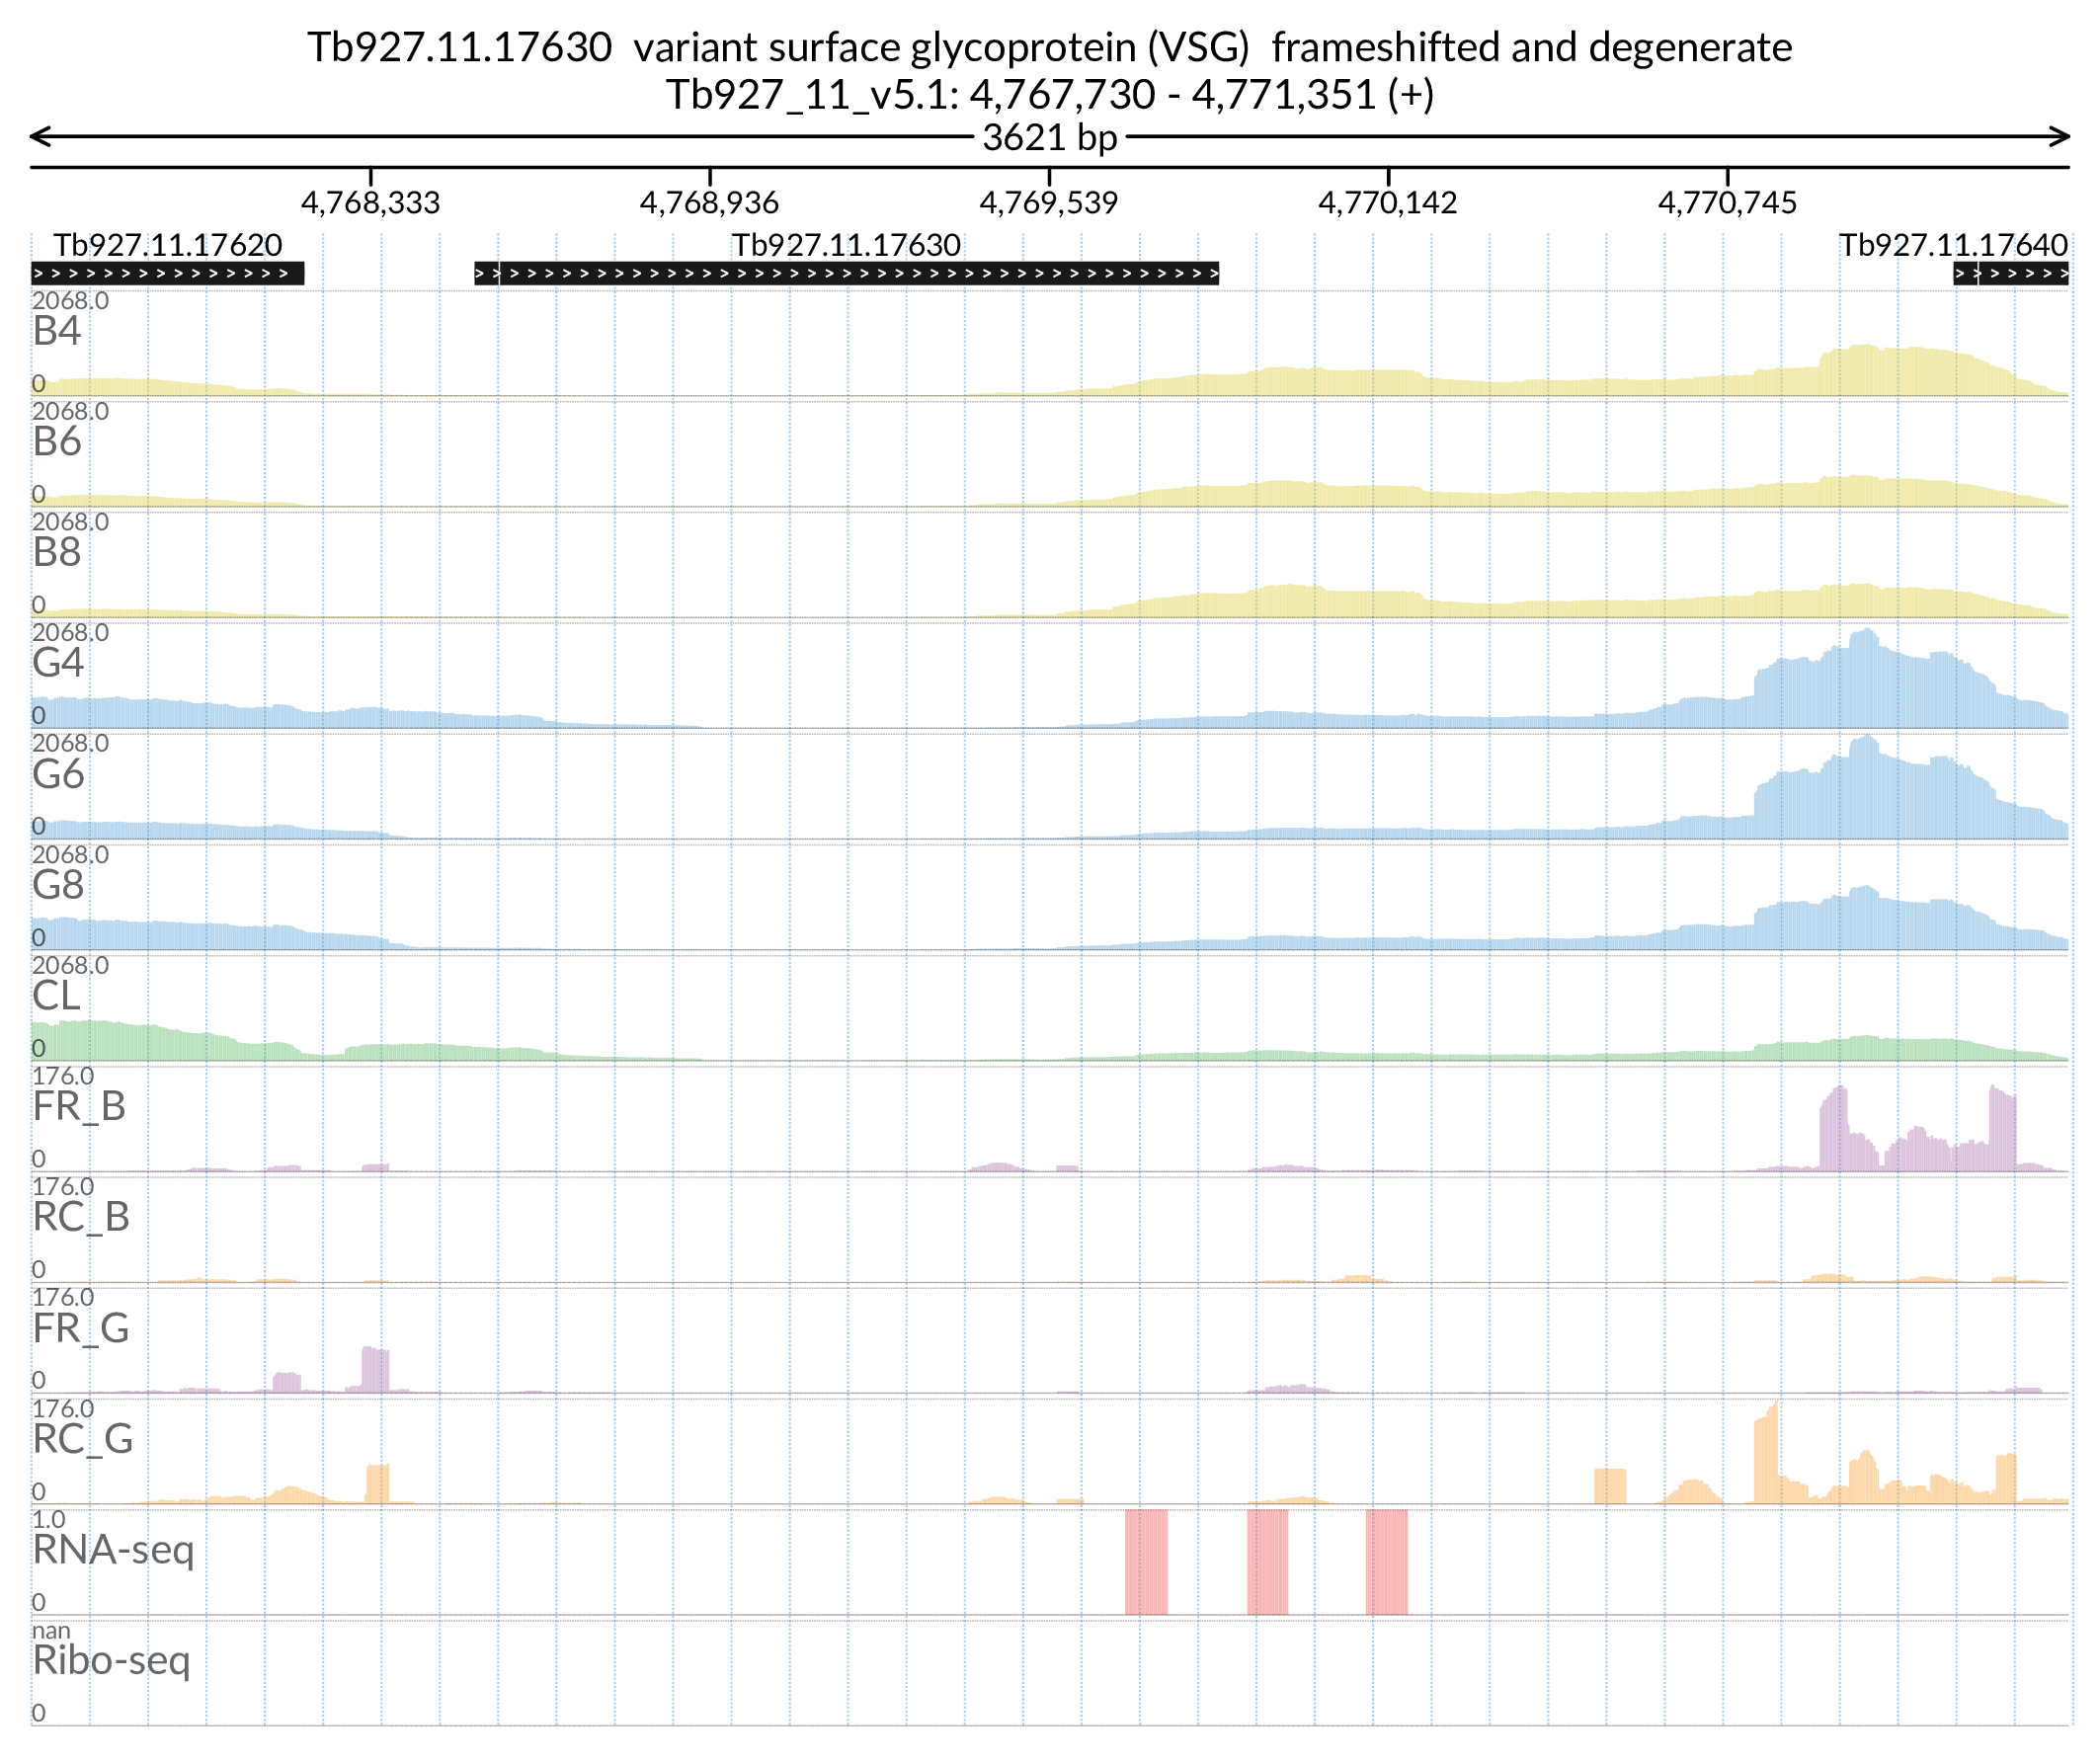 Tb927.11.17630 variant surface glycoprotein (VSG) frameshifted and degenerate
Tb927_11_v5.1: 4,767,730 - 4,771,351 (+)
3621 bp
4,768,333 4,768,936 4,769,539 4,770,142 4,770,745
Tb927.11.17620 Tb927.11.17630 Tb927.11.17640
2068.0
B4
0
2068.0
B6
0
2068.0
B8
0
2068.0
G4
0
2068.0
G6
0
2068.0
G8
0
2068.0
CL
0
176.0
FR_B
0
176.0
RC_B
0
176.0
FR_G
0
176.0
RC_G
0
1.0
RNA-seq
0
nan
Ribo-seq
0